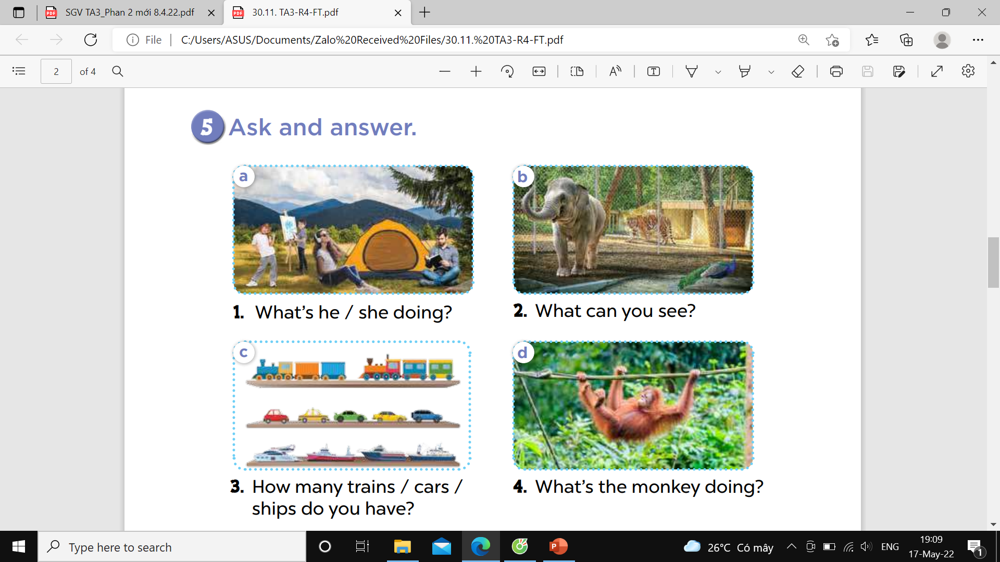 SGV TA3_Phan 2 mới 8.4.22.pdf
30.11. TA3-R4-FT.pdf
File
C:/Users/ASUS/Documents/Zalo%20Received%20Files/30.11.%20TA3-R4-FT.pdf
2 of 4
5 Ask and answer.
a
b
1. What's he / she doing?
2. What can you see?
c
d
3. How many trains / cars /
ships do you have?
4. What's the monkey doing?
Type here to search
26°C Có mây
ENG
19:09
17-May-22
1